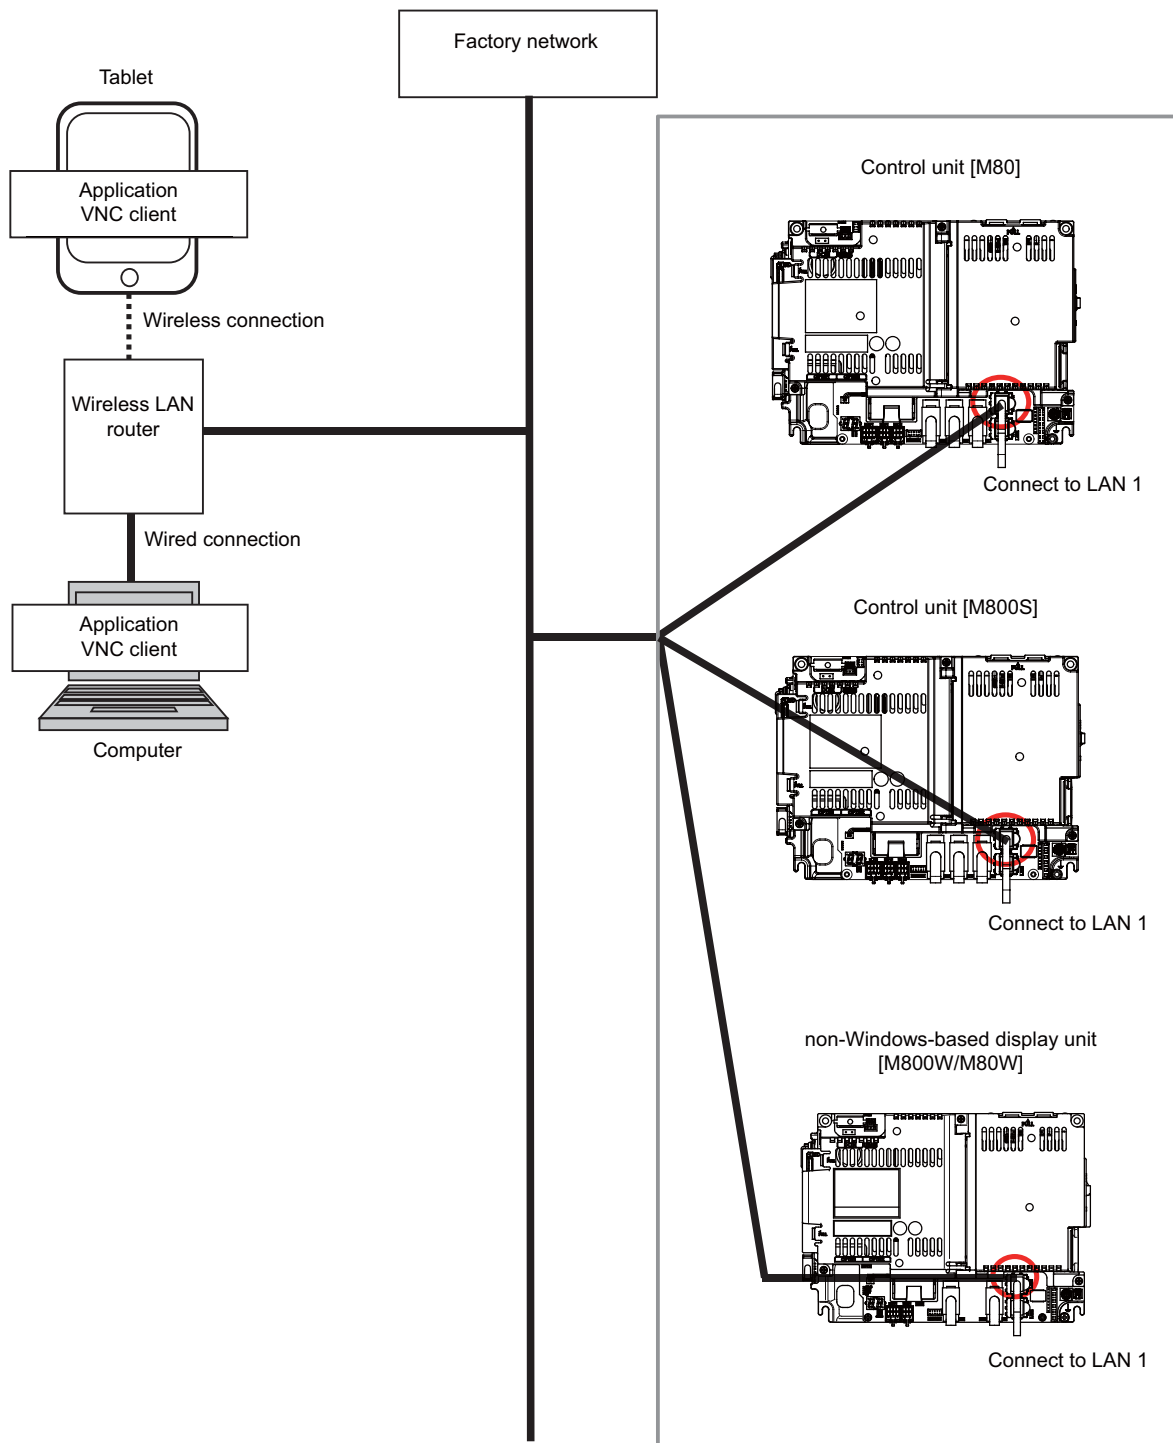 Factory network
Tablet
Application
VNC client
Wireless connection
Wireless LAN
router
Wired connection
Application
VNC client
Computer
Control unit [M80]
Connect to LAN 1
Control unit [M800S]
Connect to LAN 1
non-Windows-based display unit
[M800W/M80W]
Connect to LAN 1